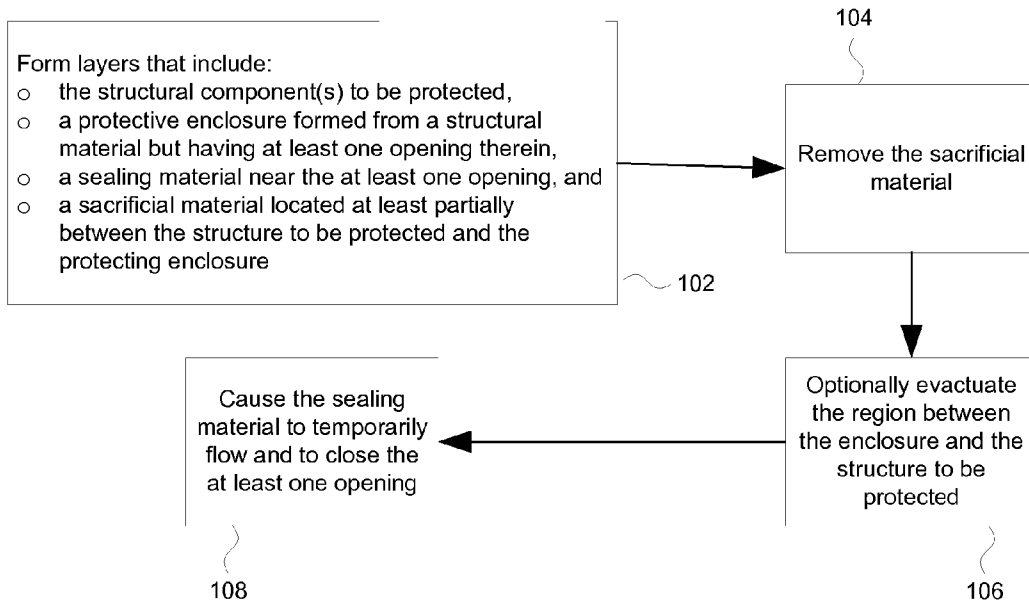 Form layers that include:
o the structural component(s) to be protected,
o a protective enclosure formed from a structural
material but having at least one opening therein,
o a sealing material near the at least one opening, and
o a sacrificial material located at least partially
between the structure to be protected and the
protecting enclosure
102
104
Remove the sacrificial
material
Optionally evactuate
the region between
the enclosure and the
structure to be
protected
106
Cause the sealing
material to temporarily
flow and to close the
at least one opening
108